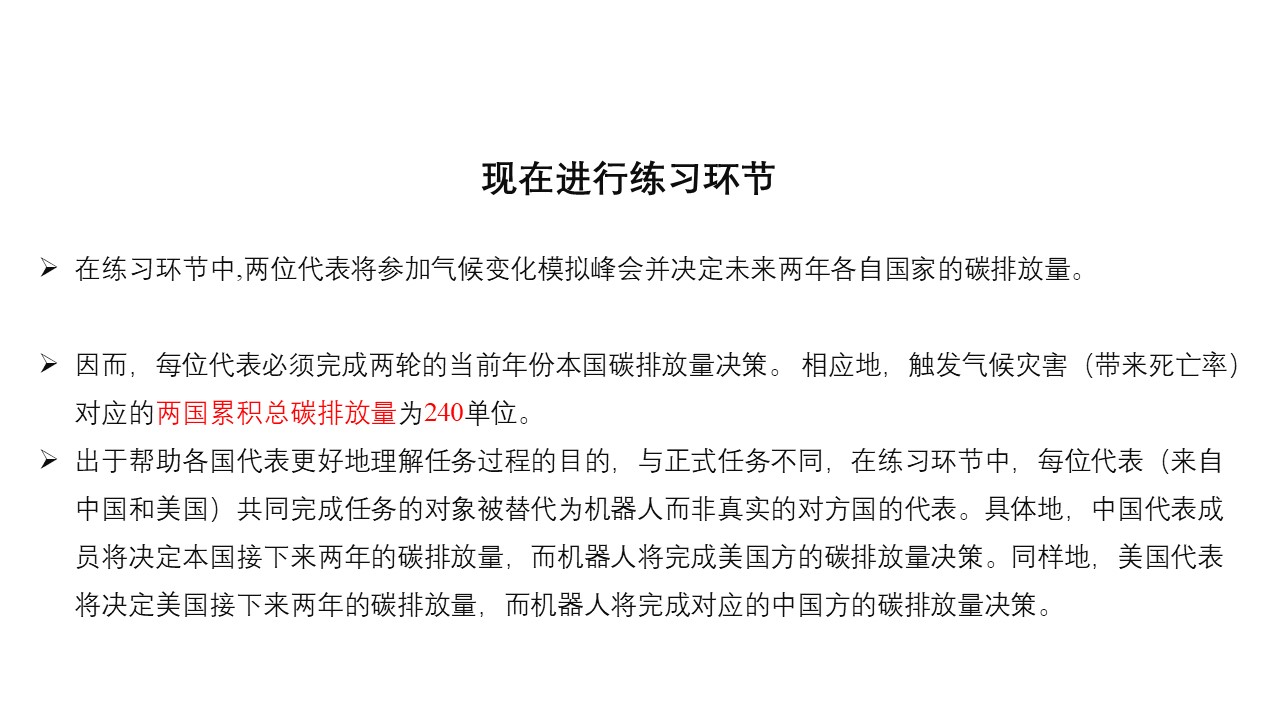 现在进行练习环节
➢ 在练习环节中,两位代表将参加气候变化模拟峰会并决定未来两年各自国家的碳排放量。
➢ 因而，每位代表必须完成两轮的当前年份本国碳排放量决策。 相应地，触发气候灾害（带来死亡率）
对应的两国累积总碳排放量为240单位。
➢ 出于帮助各国代表更好地理解任务过程的目的，与正式任务不同，在练习环节中，每位代表（来自
中国和美国）共同完成任务的对象被替代为机器人而非真实的对方国的代表。具体地，中国代表成
员将决定本国接下来两年的碳排放量，而机器人将完成美国方的碳排放量决策。同样地，美国代表
将决定美国接下来两年的碳排放量，而机器人将完成对应的中国方的碳排放量决策。